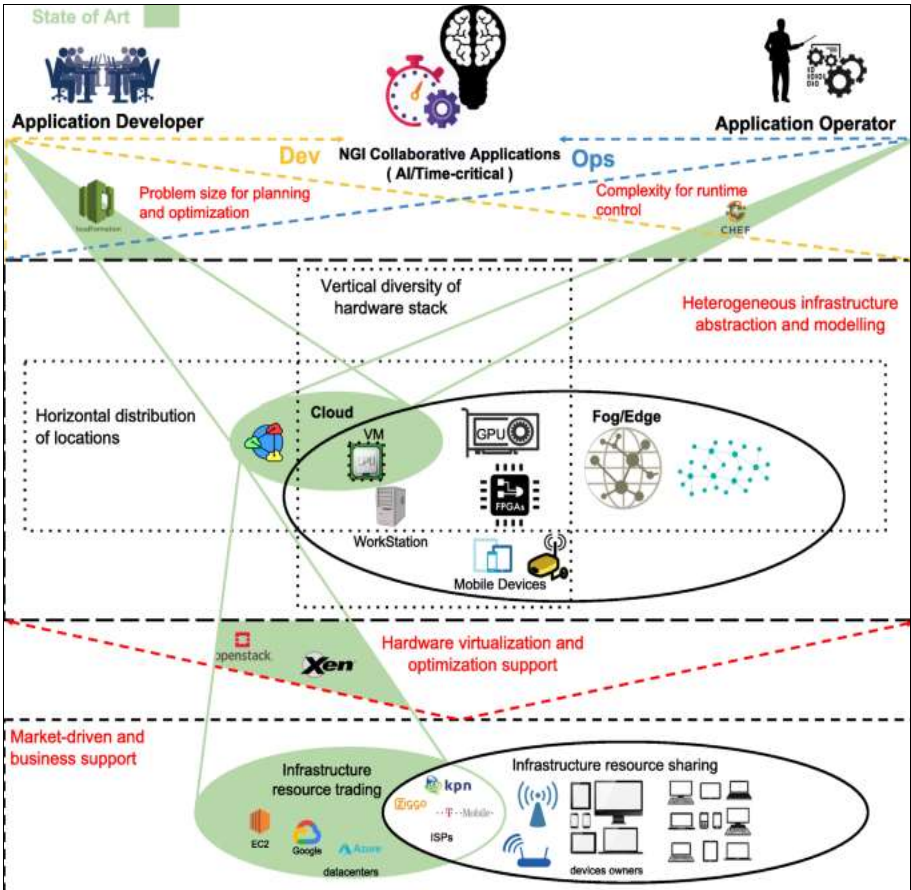 State of Art
Application Developer
Application Operator
Dev
NGI Collaborative Applications
( AI/Time-critical )
Ops
Problem size for planning
and optimization
Complexity for runtime
control
CHEF
Vertical diversity of
hardware stack
Heterogeneous infrastructure
abstraction and modelling
Horizontal distribution
of locations
Cloud
VM
GPU
Fog/Edge
FPGAs
WorkStation
Mobile Devices
openstack.
Xen
Hardware virtualization and
optimization support
Market-driven and
business support
Infrastructure
resource trading
Infrastructure resource sharing
kpn
ZIGGO
··T··Mobile·
ISPs
EC2
Google
Azure
datacenters
devices owners